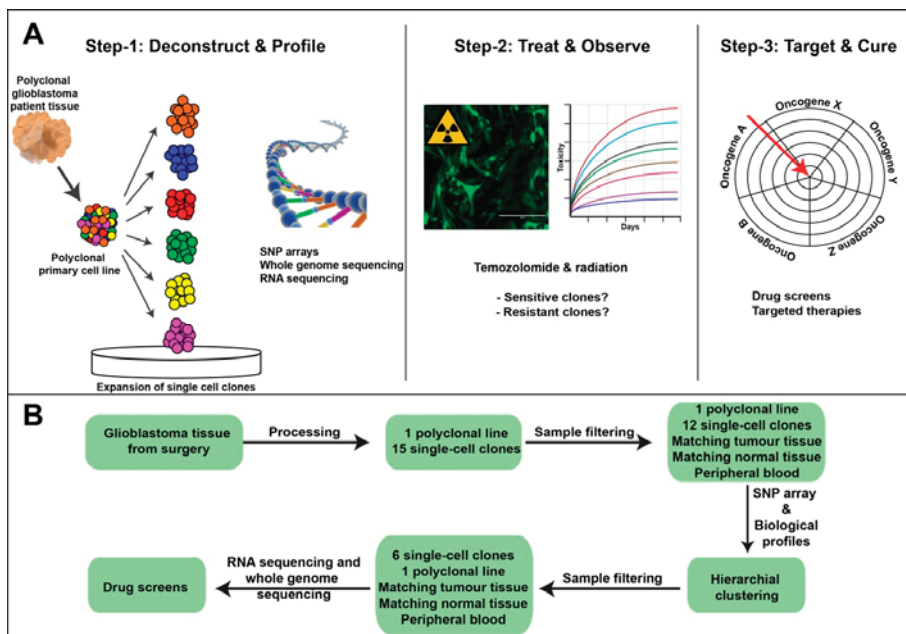 A
Step-1: Deconstruct & Profile
Polyclonal
glioblastoma
patient tissue
Polyclonal
primary cell line
SNP arrays
Whole genome sequencing
RNA sequencing
Expansion of single cell clones
Step-2: Treat & Observe
Toxicity
Days
Temozolomide & radiation
- Sensitive clones?
- Resistant clones?
Step-3: Target & Cure
Oncogene X
Oncogene A
Oncogene Y
Oncogene B
Oncogene Z
Drug screens
Targeted therapies
B
Glioblastoma tissue
from surgery
Processing
1 polyclonal line
15 single-cell clones
Sample filtering
1 polyclonal line
12 single-cell clones
Matching tumour tissue
Matching normal tissue
Peripheral blood
SNP array
&
Biological
profiles
Hierarchial
clustering
Sample filtering
6 single-cell clones
1 polyclonal line
Matching tumour tissue
Matching normal tissue
Peripheral blood
RNA sequencing and
whole genome
sequencing
Drug screens